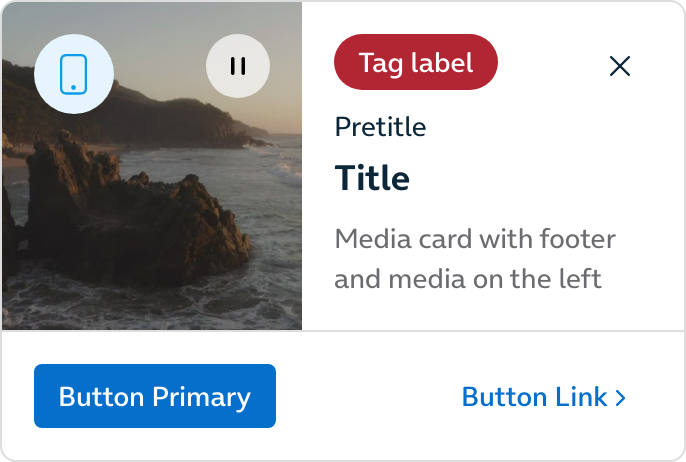 Tag label
Pretitle
Title
Media card with footer
and media on the left
Button Primary
Button Link